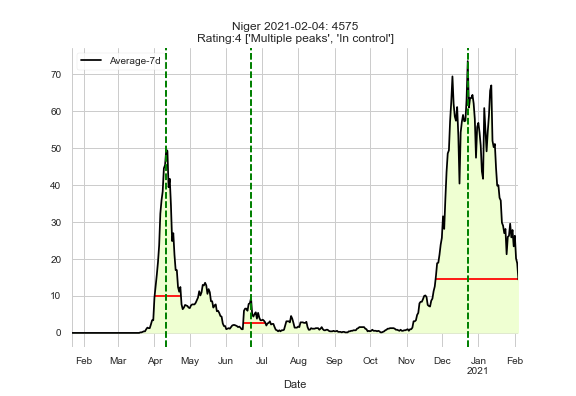 Niger 2021-02-04: 4575
Rating:4 ['Multiple peaks', 'In control']
Average-7d
70
60
50
40
30
20
10
0
Feb Mar Apr May Jun Jul Aug Sep Oct Nov Dec Jan Feb
2021
Date